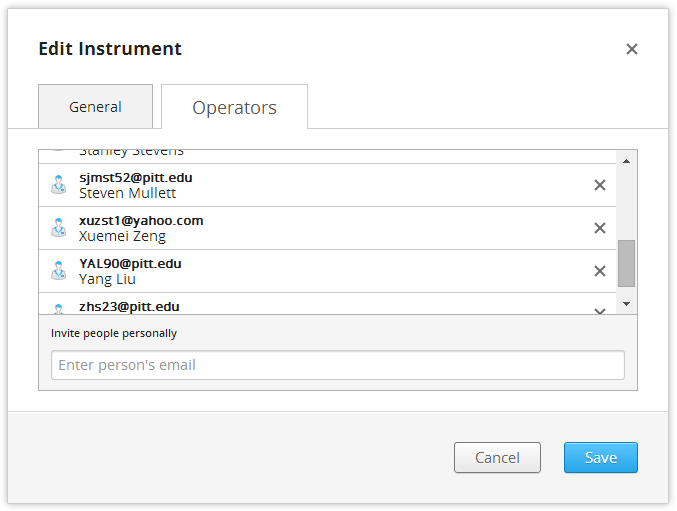 Edit Instrument
General
Operators
Stanley Stevens
sjmst52@pitt.edu
Steven Mullett
xuzst1@yahoo.com
Xuemei Zeng
YAL90@pitt.edu
Yang Liu
zhs23@pitt.edu
Invite people personally
Enter person's email
Cancel
Save